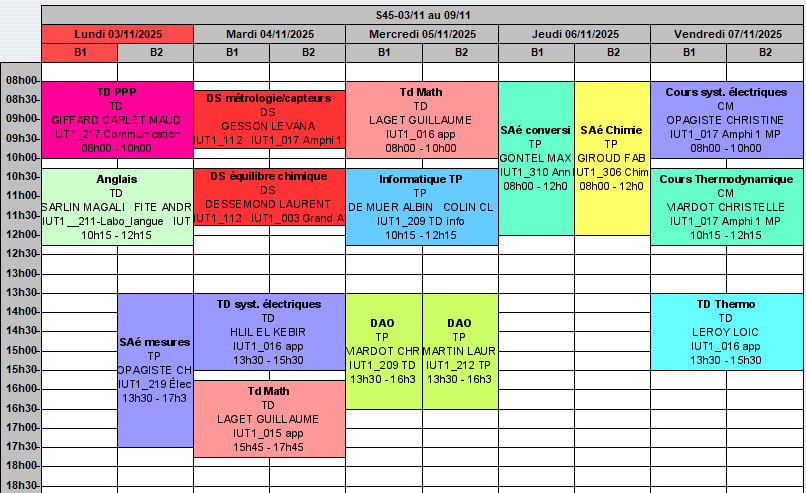 S45-03/11 au 09/11
Lundi 03/11/2025
Mardi 04/11/2025
Mercredi 05/11/2025
Jeudi 06/11/2025
Vendredi 07/11/2025
B1 B2 B1 B2 B1 B2 B1 B2 B1 B2
08h00
08h30
09h00
09h30
10h00
10h30
11h00
11h30
12h00
12h30
13h00
13h30
14h00
14h30
15h00
15h30
16h00
16h30
17h00
17h30
18h00
18h30
TD PPP
TD
GIFFARD CARLET MAUD
IUT1_217 Communication
08h00 - 10h00
Anglais
TD
SARLIN MAGALI FITE ANDR
IUT1__211-Labo_langue IUT
10h15 - 12h15
SAé mesures
TP
OPAGISTE CH
IUT1_219 Élec
13h30 - 17h3
DS métrologie/capteurs
DS
GESSON LEVANA
IUT1_112 IUT1_017 Amphi 1
DS équilibre chimique
DS
DESSEMOND LAURENT
IUT1_112 IUT1_003 Grand A
TD syst. électriques
TD
HLIL EL KEBIR
IUT1_016 app
13h30 - 15h30
Td Math
TD
LAGET GUILLAUME
IUT1_015 app
15h45 - 17h45
Td Math
TD
LAGET GUILLAUME
IUT1_016 app
08h00 - 10h00
Informatique TP
TP
DE MUER ALBIN COLIN CL
IUT1_209 TD info
10h15 - 12h15
DAO
TP
MARDOT CHR
IUT1_209 TD
13h30 - 16h3
DAO
TP
MARTIN LAUR
IUT1_212 TP
13h30 - 16h3
SAé conversi
TP
GONTEL MAX
IUT1_310 Ann
08h00 - 12h0
SAé Chimie
TP
GIROUD FAB
IUT1_306 Chim
08h00 - 12h0
Cours syst. électriques
CM
OPAGISTE CHRISTINE
IUT1_017 Amphi 1 MP
08h00 - 10h00
Cours Thermodynamique
CM
MARDOT CHRISTELLE
IUT1_017 Amphi 1 MP
10h15 - 12h15
TD Thermo
TD
LEROY LOIC
IUT1_016 app
13h30 - 15h30